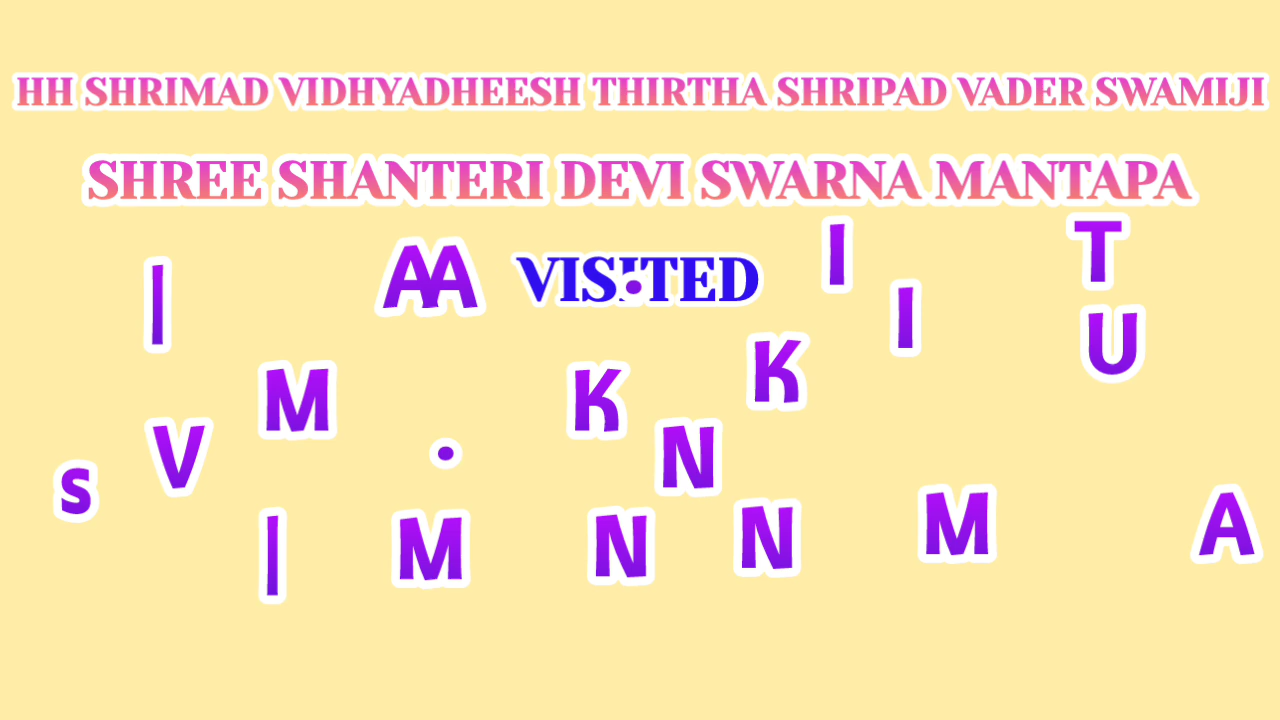 HH SHRIMAD VIDHYADHEESH THIRTHA SHRIPAD VADER SWAMIJI
SHREE SHANTERI DEVI SWARNA MANTAPA
VISITED
| A A I I T
M K K U
s V . N
| M N N M A